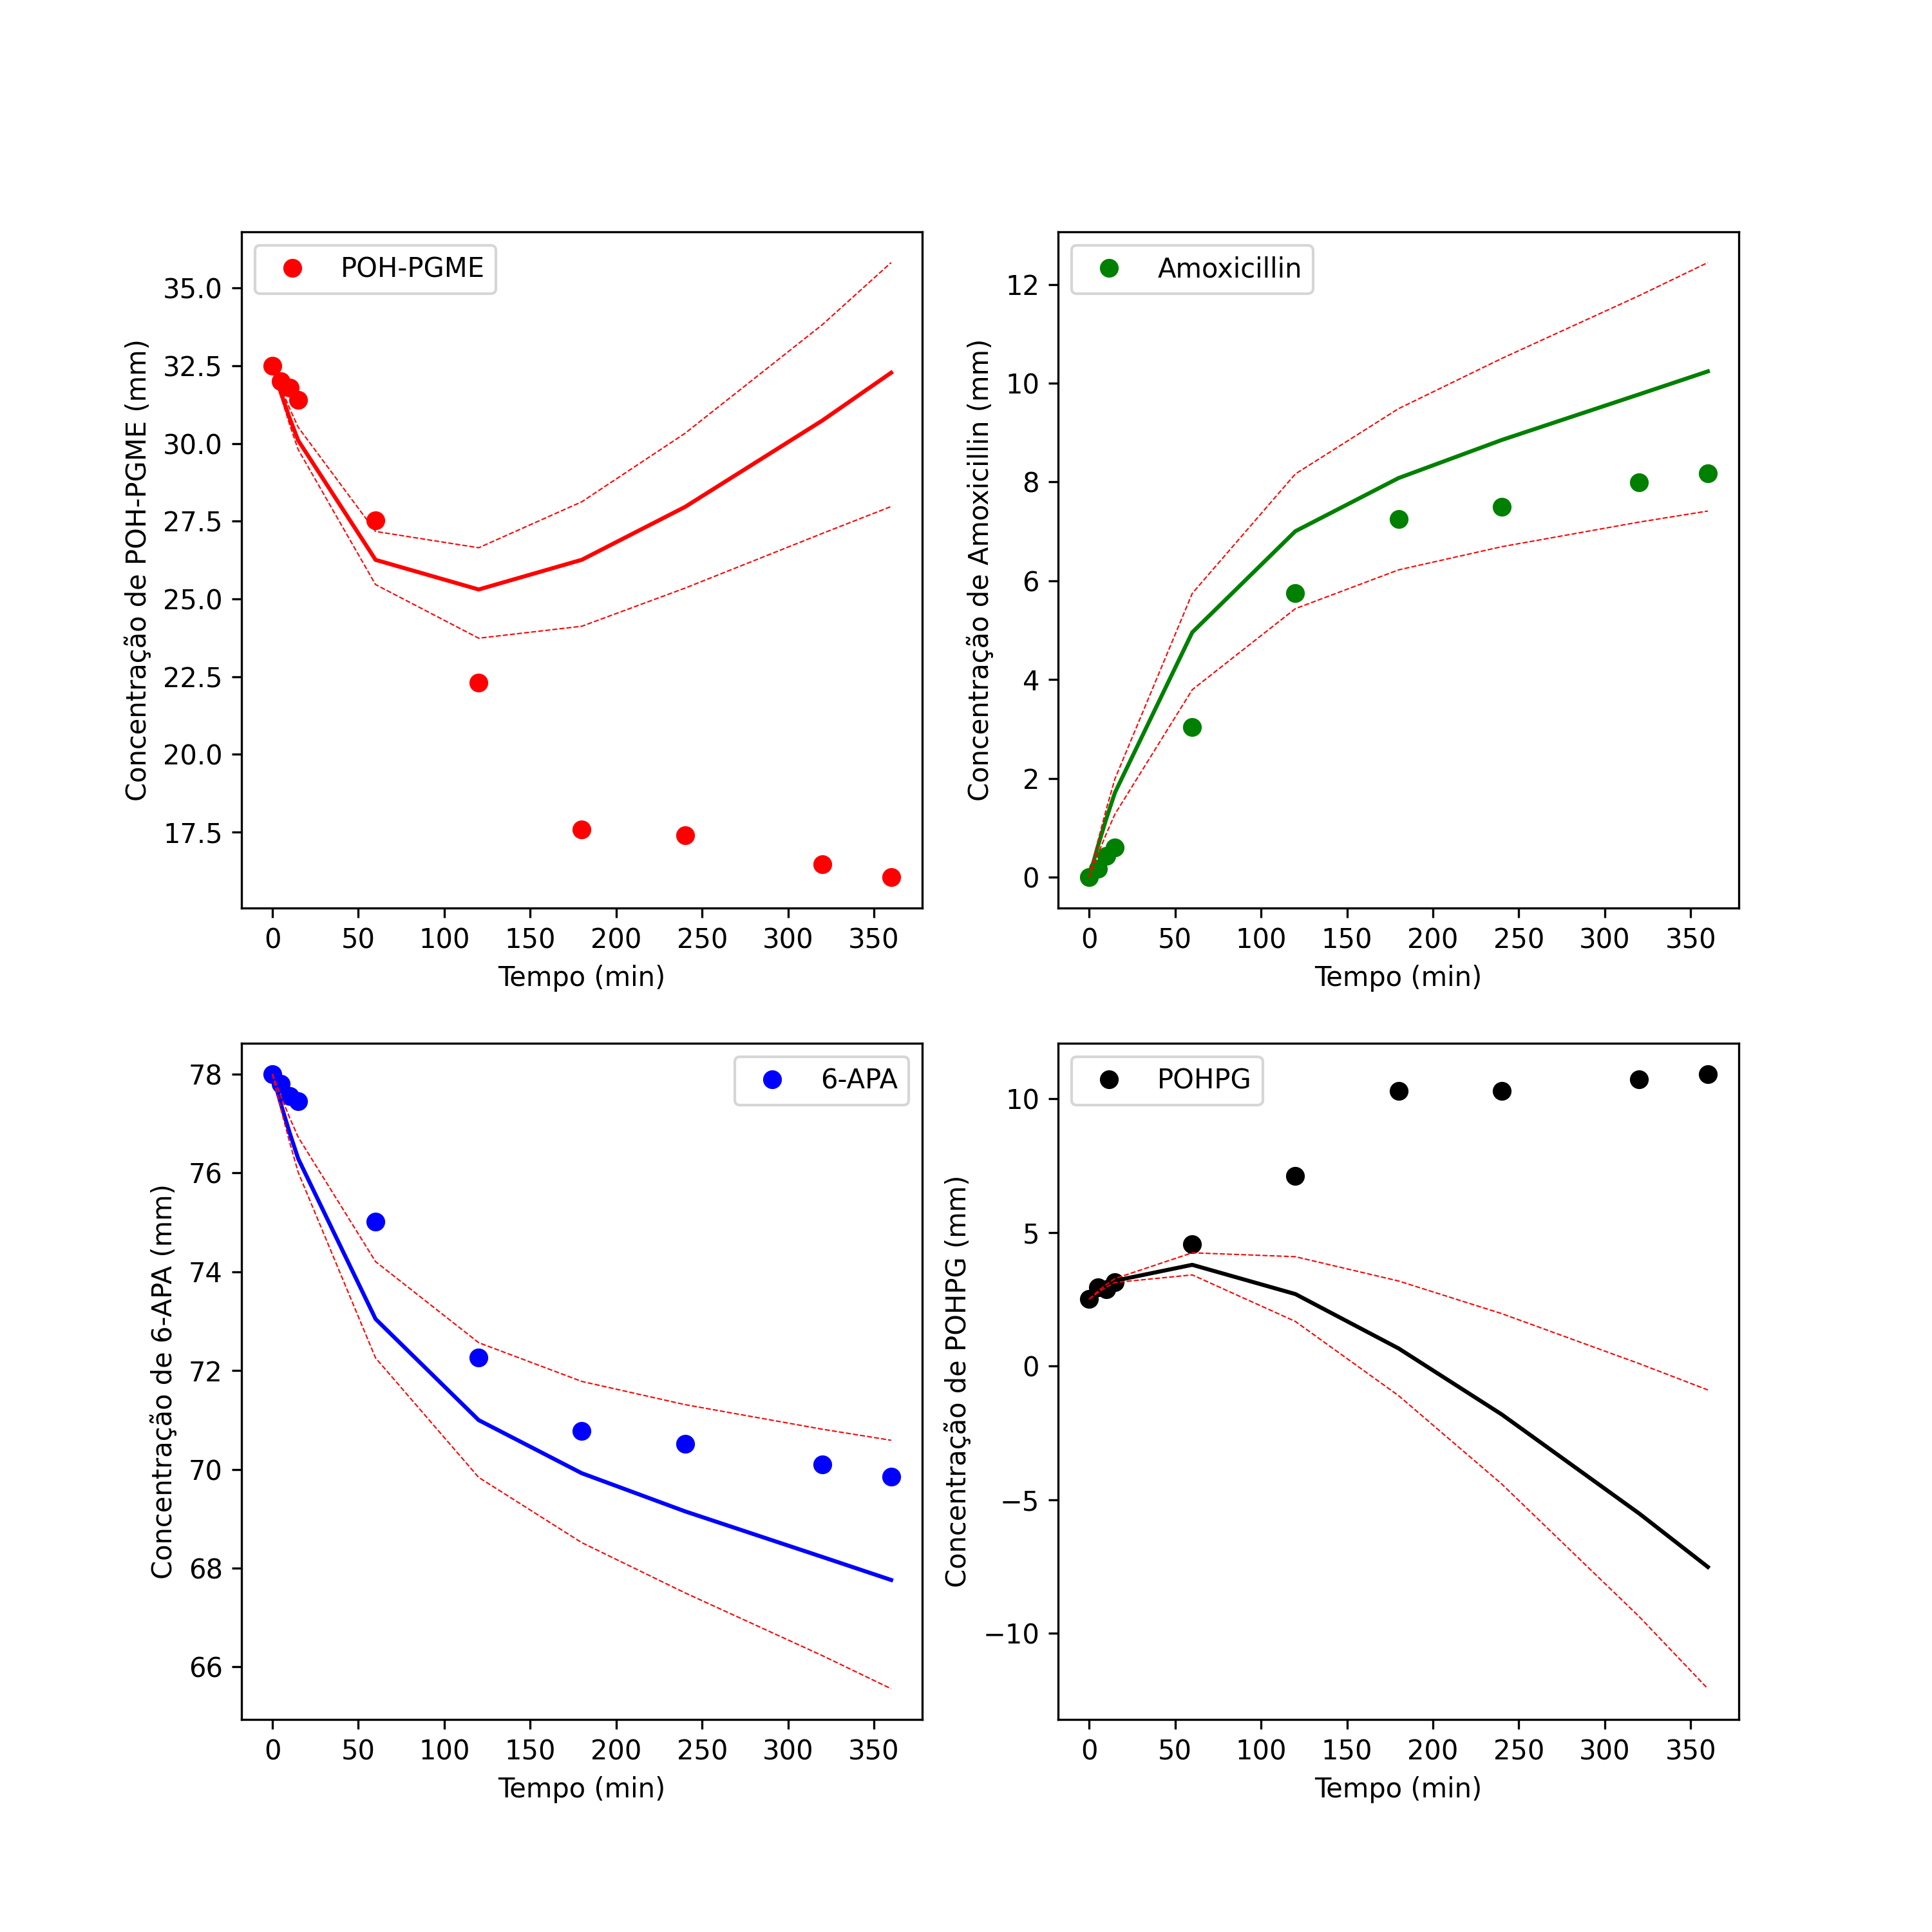 POH-PGME
Concentração de POH-PGME (mm)
35.0
32.5
30.0
27.5
25.0
22.5
20.0
17.5
0 50 100 150 200 250 300 350
Tempo (min)
Amoxicillin
Concentração de Amoxicillin (mm)
12
10
8
6
4
2
0
0 50 100 150 200 250 300 350
Tempo (min)
6-APA
Concentração de 6-APA (mm)
78
76
74
72
70
68
66
0 50 100 150 200 250 300 350
Tempo (min)
POHPG
Concentração de POHPG (mm)
10
5
0
−5
−10
0 50 100 150 200 250 300 350
Tempo (min)